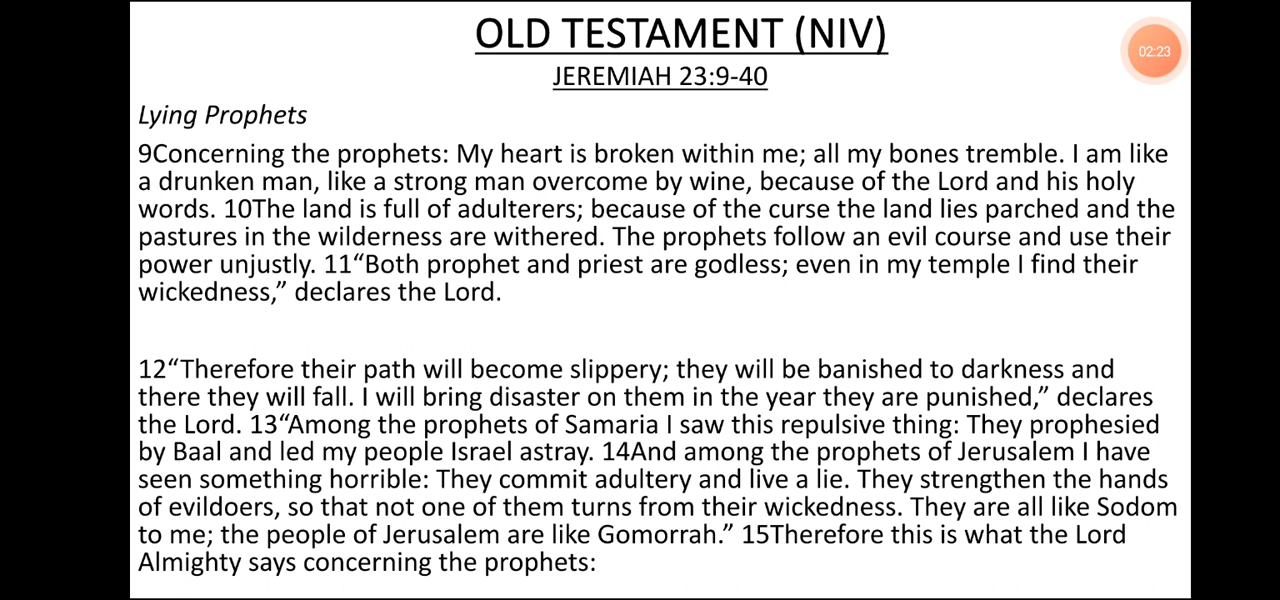 OLD TESTAMENT (NIV)
02:23
JEREMIAH 23:9-40
Lying Prophets
9Concerning the prophets: My heart is broken within me; all my bones tremble. I am like
a drunken man, like a strong man overcome by wine, because of the Lord and his holy
words. 10The land is full of adulterers; because of the curse the land lies parched and the
pastures in the wilderness are withered. The prophets follow an evil course and use their
power unjustly. 11“Both prophet and priest are godless; even in my temple I find their
wickedness,” declares the Lord.
12“Therefore their path will become slippery; they will be banished to darkness and
there they will fall. I will bring disaster on them in the year they are punished,” declares
the Lord. 13“Among the prophets of Samaria I saw this repulsive thing: They prophesied
by Baal and led my people Israel astray. 14And among the prophets of Jerusalem I have
seen something horrible: They commit adultery and live a lie. They strengthen the hands
of evildoers, so that not one of them turns from their wickedness. They are all like Sodom
to me; the people of Jerusalem are like Gomorrah.” 15Therefore this is what the Lord
Almighty says concerning the prophets: